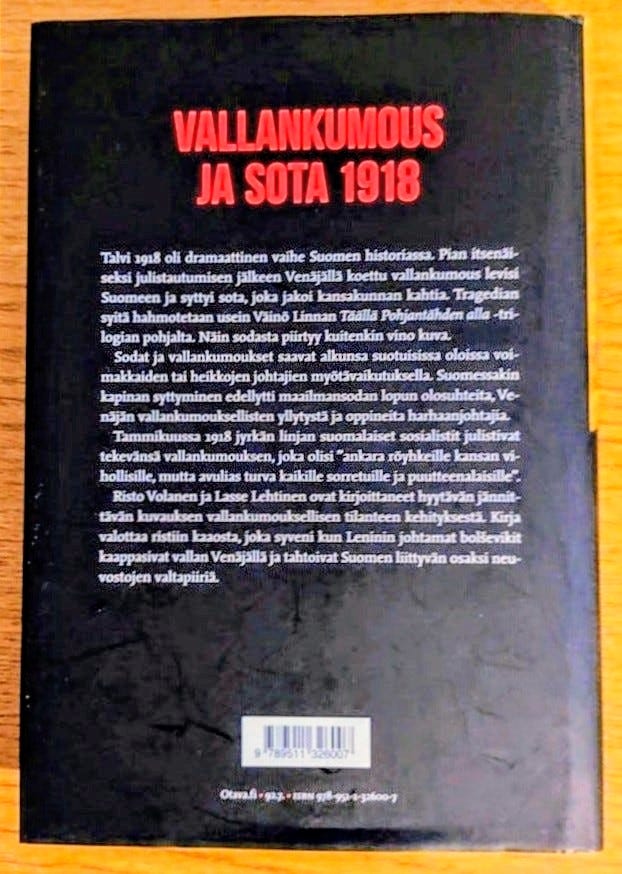 VALLANKUMOUS
JA SOTA 1918
Talvi 1918 oli dramaattinen vaihe Suomen historiassa. Pian itsenäi-
seksi julistautumisen jälkeen Venäjällä koettu vallankumous levisi
Suomeen ja syttyi sota, joka jakoi kansakunnan kahtia. Tragedian
syitä hahmotetaan usein Väinö Linnan Täällä Pohjantähden alla -tri-
logian pohjalta. Näin sodasta piirtyy kuitenkin vino kuva.
Sodat ja vallankumoukset saavat alkunsa suotuisissa oloissa voi-
makkaiden tai heikkojen johtajien myötävaikutuksella. Suomessakin
kapinan syttyminen edellytti maailmansodan lopun olosuhteita, Ve-
näjän vallankumouksellisten yllytystä ja oppineita harhaanjohtajia.
Tammikuussa 1918 jyrkän linjan suomalaiset sosialistit julistivat
tekevänsä vallankumouksen, joka olisi "ankara röyhkeille kansan vi-
hollisille, mutta avulias turva kaikille sorretuille ja puutteenalaisille".
Risto Volanen ja Lasse Lehtinen ovat kirjoittaneet hyytävän jännit-
tävän kuvauksen vallankumouksellisen tilanteen kehityksestä. Kirja
valottaa ristiin kaaosta, joka syveni kun Leninin johtamat bolševikit
kaappasivat vallan Venäjällä ja tahtoivat Suomen liittyvän osaksi neu-
vostojen valtapiiriä.
9 789511 326007
Otava.fi • 92.7. • ISBN 978-951-1-32600-7